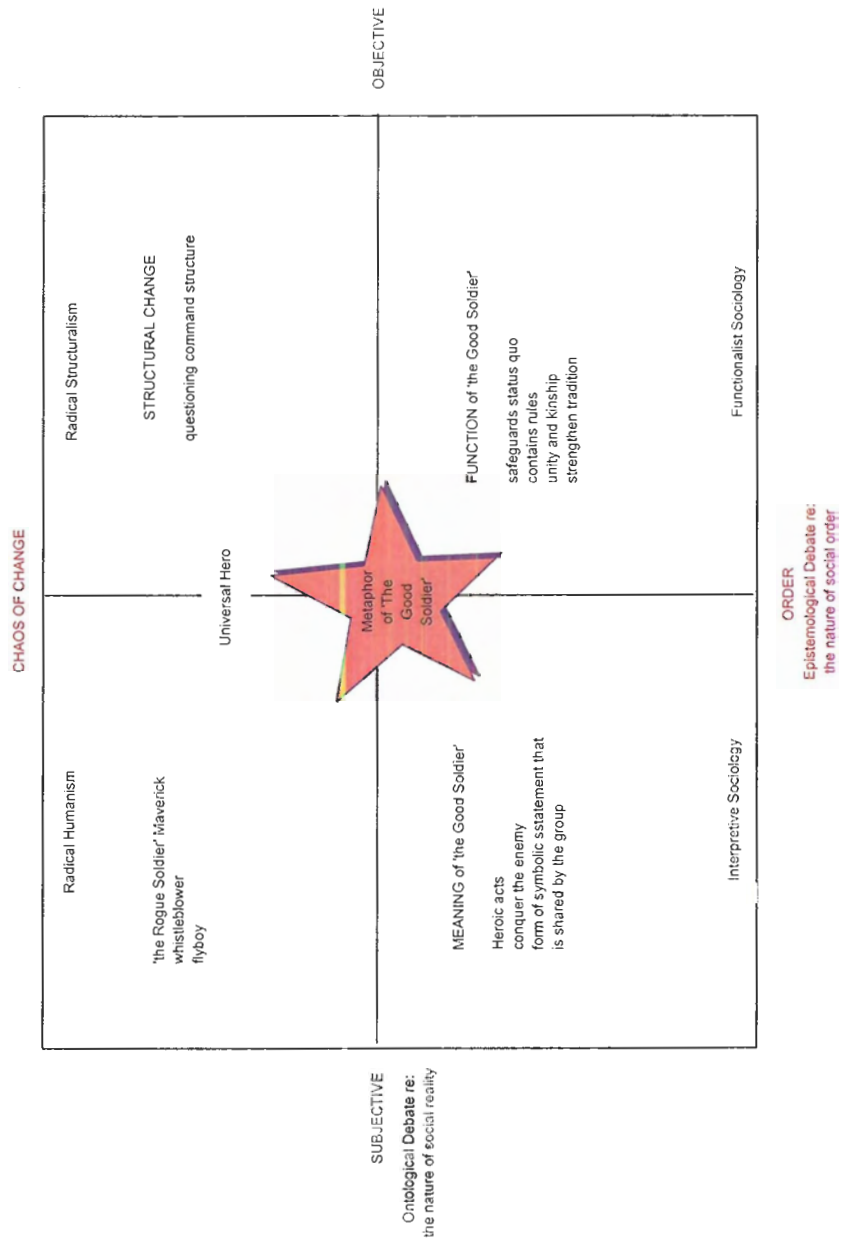 CHAOS OF CHANGE
Radical Humanism
'the Rogue Soldier' Maverick
whistleblower
flyboy
Universal Hero
Radical Structuralism
STRUCTURAL CHANGE
questioning command structure
SUBJECTIVE
Ontological Debate re:
the nature of social reality
Metaphor
of 'The
Good
Soldier'
OBJECTIVE
MEANING of 'the Good Soldier'
Heroic acts
conquer the enemy
form of symbolic sstatement that
is shared by the group
Interpretive Sociology
FUNCTION of 'the Good Soldier'
safeguards status quo
contains rules
unity and kinship
strengthen tradition
Functionalist Sociology
ORDER
Epistemological Debate re:
the nature of social order